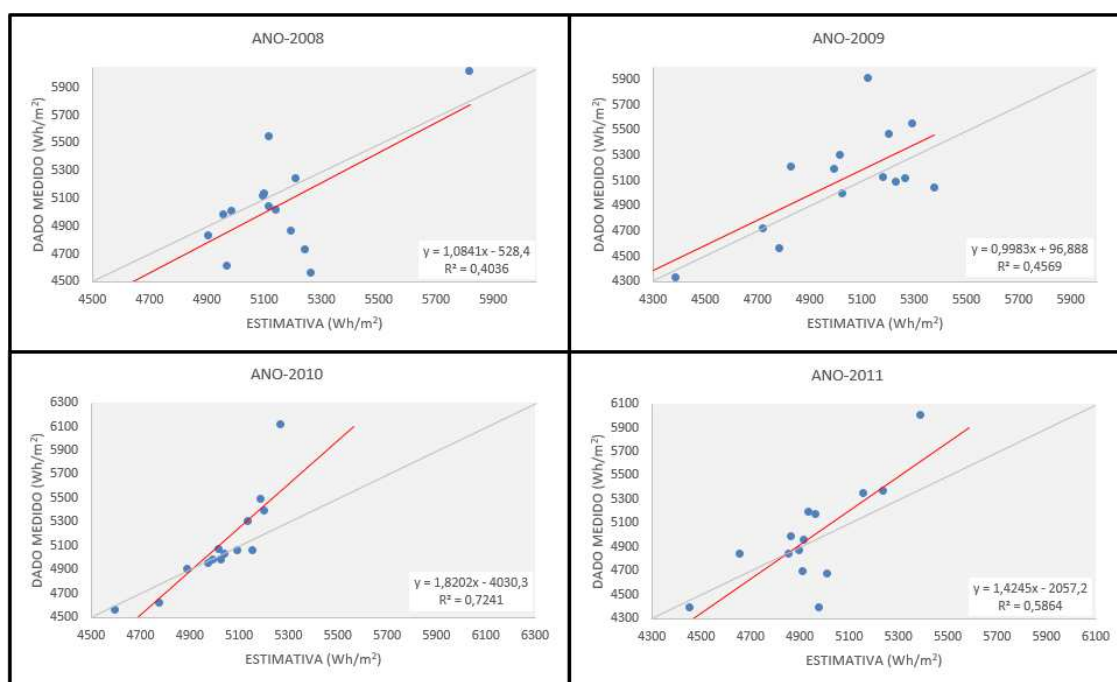 ANO-2008
DADO MEDIDO (Wh/m²)
5900
5700
5500
5300
5100
4900
4700
4500
y = 1,0841x - 528,4
R² = 0,4036
4500 4700 4900 5100 5300 5500 5700 5900
ESTIMATIVA (Wh/m²)
ANO-2009
DADO MEDIDO (Wh/m²)
5900
5700
5500
5300
5100
4900
4700
4500
4300
y = 0,9983x + 96,888
R² = 0,4569
4300 4500 4700 4900 5100 5300 5500 5700 5900
ESTIMATIVA (Wh/m²)
ANO-2010
DADO MEDIDO (Wh/m²)
6300
6100
5900
5700
5500
5300
5100
4900
4700
4500
y = 1,8202x - 4030,3
R² = 0,7241
4500 4700 4900 5100 5300 5500 5700 5900 6100 6300
ESTIMATIVA (Wh/m²)
ANO-2011
DADO MEDIDO (Wh/m²)
6100
5900
5700
5500
5300
5100
4900
4700
4500
4300
y = 1,4245x - 2057,2
R² = 0,5864
4300 4500 4700 4900 5100 5300 5500 5700 5900 6100
ESTIMATIVA (Wh/m²)